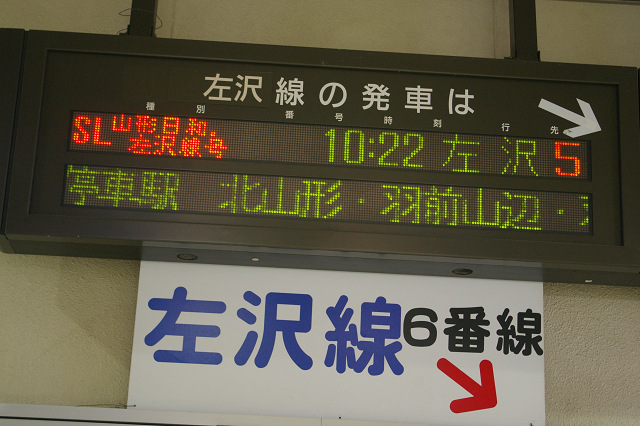 左沢線の発車は
種別 番号 時刻 行先
SL 山形日和。左沢線号 10:22 左沢 5
停車駅 北山形・羽前山辺・
左沢線6番線